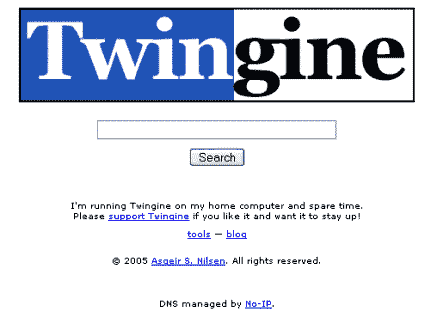 Twingine
Search
I'm running Twingine on my home computer and spare time.
Please support Twingine if you like it and want it to stay up!
tools — blog
© 2005 Asgeir S. Nilsen. All rights reserved.
DNS managed by No-IP.